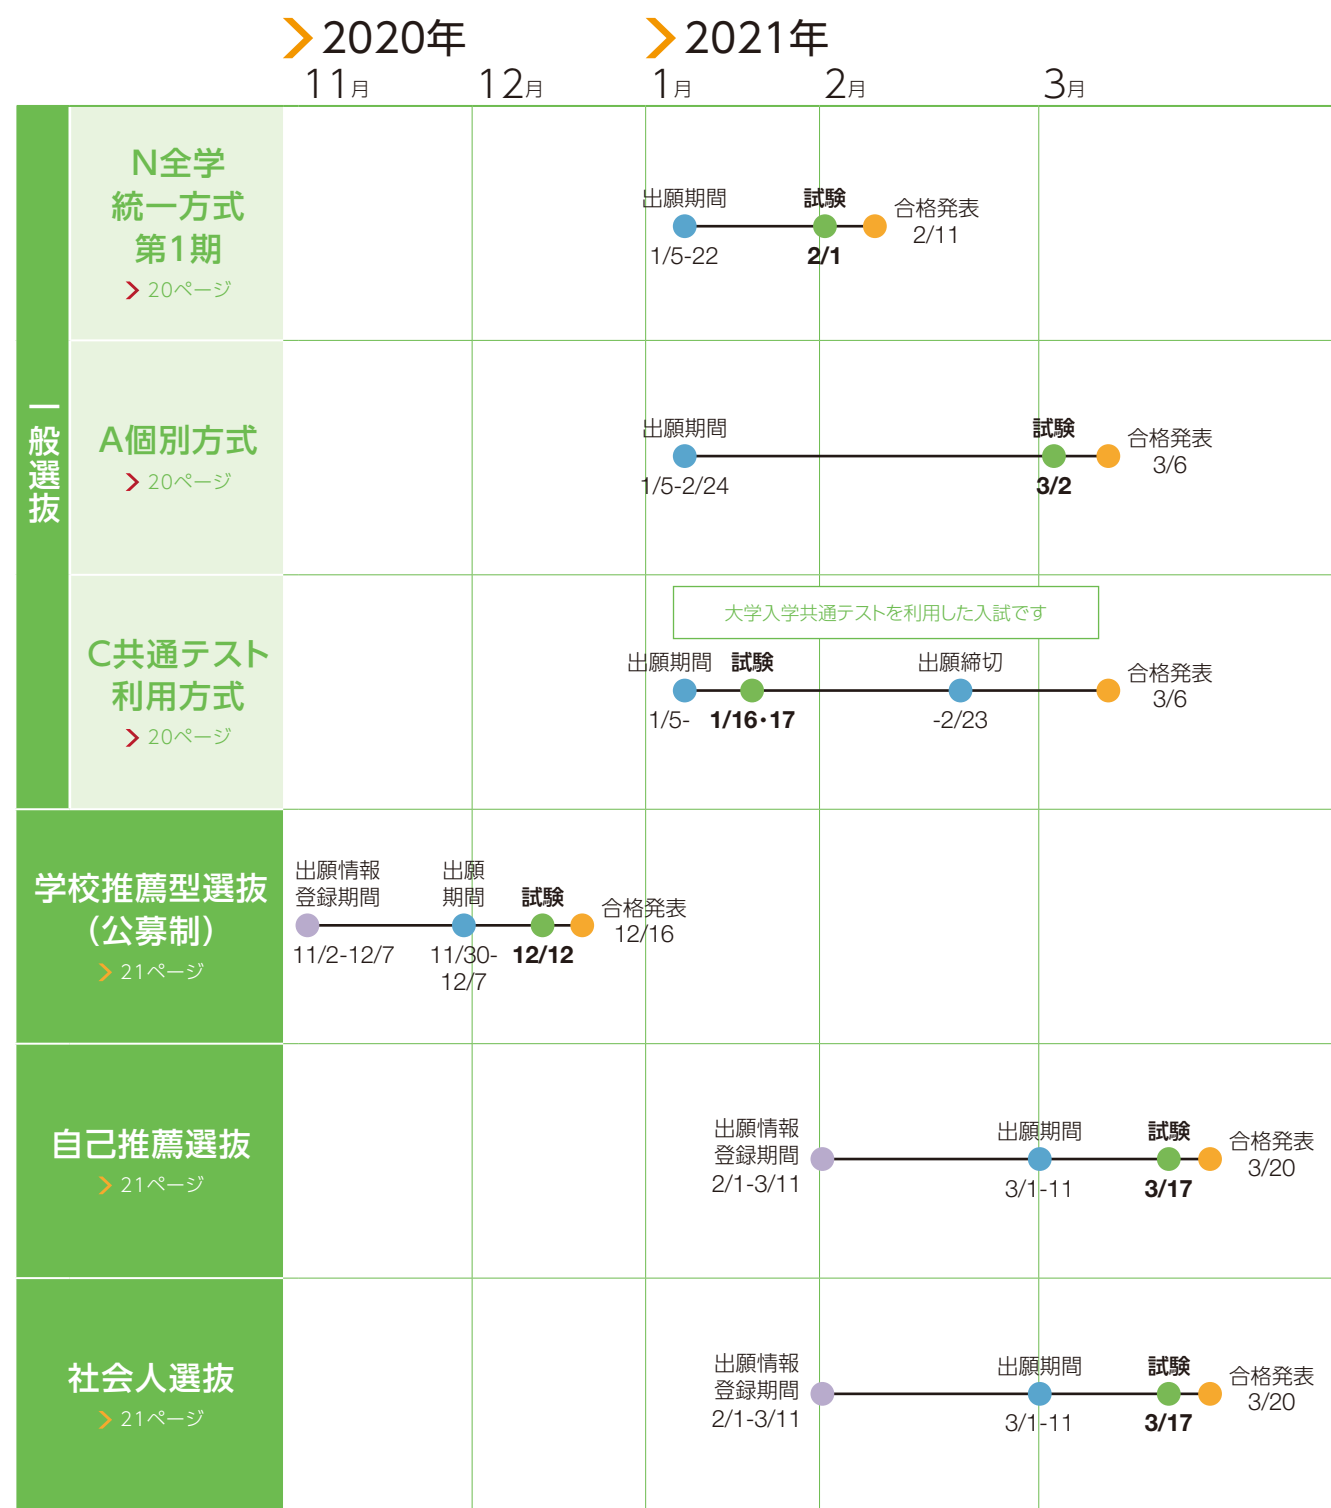 2020年
2021年
11月
12月
1月
2月
3月
一般選抜
N全学
統一方式
第1期
20ページ
出願期間
1/5-22
試験
2/1
合格発表
2/11
A個別方式
20ページ
出願期間
1/5-2/24
試験
3/2
合格発表
3/6
C共通テスト
利用方式
20ページ
大学入学共通テストを利用した入試です
出願期間
1/5-
試験
1/16・17
出願締切
-2/23
合格発表
3/6
学校推薦型選抜
（公募制）
21ページ
出願情報
登録期間
11/2-12/7
出願
期間
11/30-
12/7
試験
12/12
合格発表
12/16
自己推薦選抜
21ページ
出願情報
登録期間
2/1-3/11
出願期間
3/1-11
試験
3/17
合格発表
3/20
社会人選抜
21ページ
出願情報
登録期間
2/1-3/11
出願期間
3/1-11
試験
3/17
合格発表
3/20